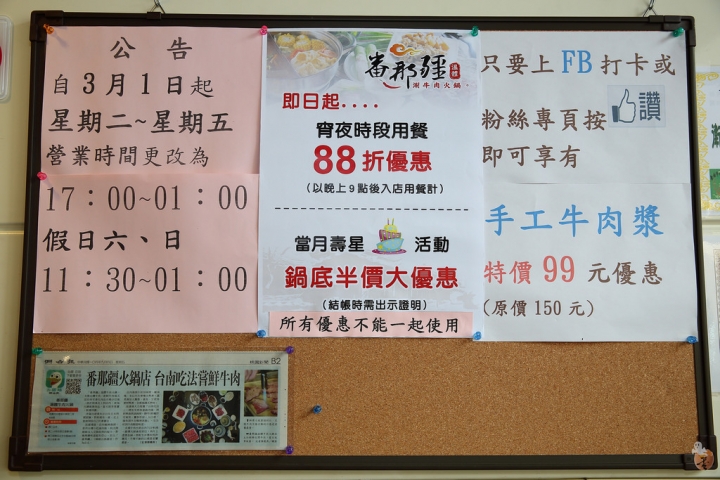 公告
自3月1日起
星期二~星期五
營業時間更改為
17：00~01：00
假日六、日
11：30~01：00
番那疆
溫體
涮牛肉火鍋
即日起....
宵夜時段用餐
88折優惠
(以晚上9點後入店用餐計)
當月壽星 活動
鍋底半價大優惠
(結帳時需出示證明)
所有優惠不能一起使用
只要上FB打卡或
粉絲專頁按 讚
即可享有
手工牛肉漿
特價99元優惠
(原價150元)
B2
番那疆火鍋店 台南吃法嘗鮮牛肉